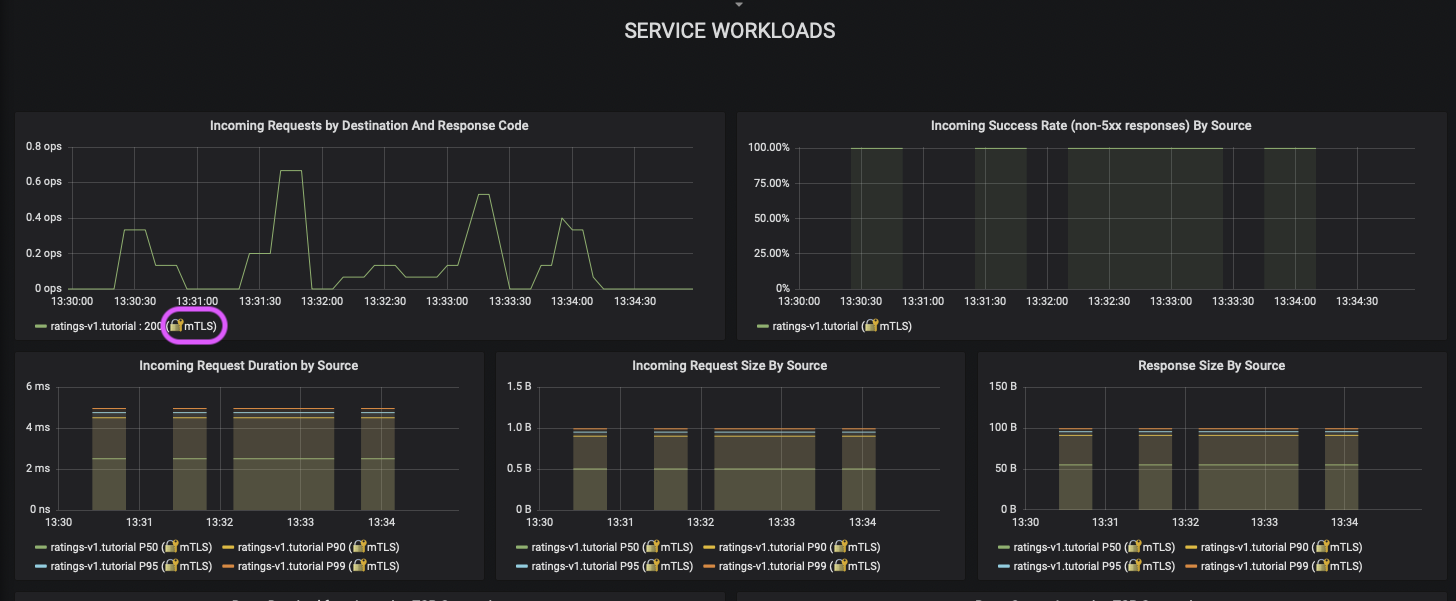 SERVICE WORKLOADS
Incoming Requests by Destination And Response Code
0.8 ops
0.6 ops
0.4 ops
0.2 ops
0 ops
13:30:00 13:30:30 13:31:00 13:31:30 13:32:00 13:32:30 13:33:00 13:33:30 13:34:00 13:34:30
ratings-v1.tutorial : 200 (🔐mTLS)
Incoming Success Rate (non-5xx responses) By Source
100.00%
75.00%
50.00%
25.00%
0%
13:30:00 13:30:30 13:31:00 13:31:30 13:32:00 13:32:30 13:33:00 13:33:30 13:34:00 13:34:30
ratings-v1.tutorial (🔐mTLS)
Incoming Request Duration by Source
6 ms
4 ms
2 ms
0 ns
13:30 13:31 13:32 13:33 13:34
ratings-v1.tutorial P50 (🔐mTLS) ratings-v1.tutorial P90 (🔐mTLS)
ratings-v1.tutorial P95 (🔐mTLS) ratings-v1.tutorial P99 (🔐mTLS)
Incoming Request Size By Source
1.5 B
1.0 B
0.5 B
0 B
13:30 13:31 13:32 13:33 13:34
ratings-v1.tutorial P50 (🔐mTLS) ratings-v1.tutorial P90 (🔐mTLS)
ratings-v1.tutorial P95 (🔐mTLS) ratings-v1.tutorial P99 (🔐mTLS)
Response Size By Source
150 B
100 B
50 B
0 B
13:30 13:31 13:32 13:33 13:34
ratings-v1.tutorial P50 (🔐mTLS) ratings-v1.tutorial P90 (🔐mTLS)
ratings-v1.tutorial P95 (🔐mTLS) ratings-v1.tutorial P99 (🔐mTLS)